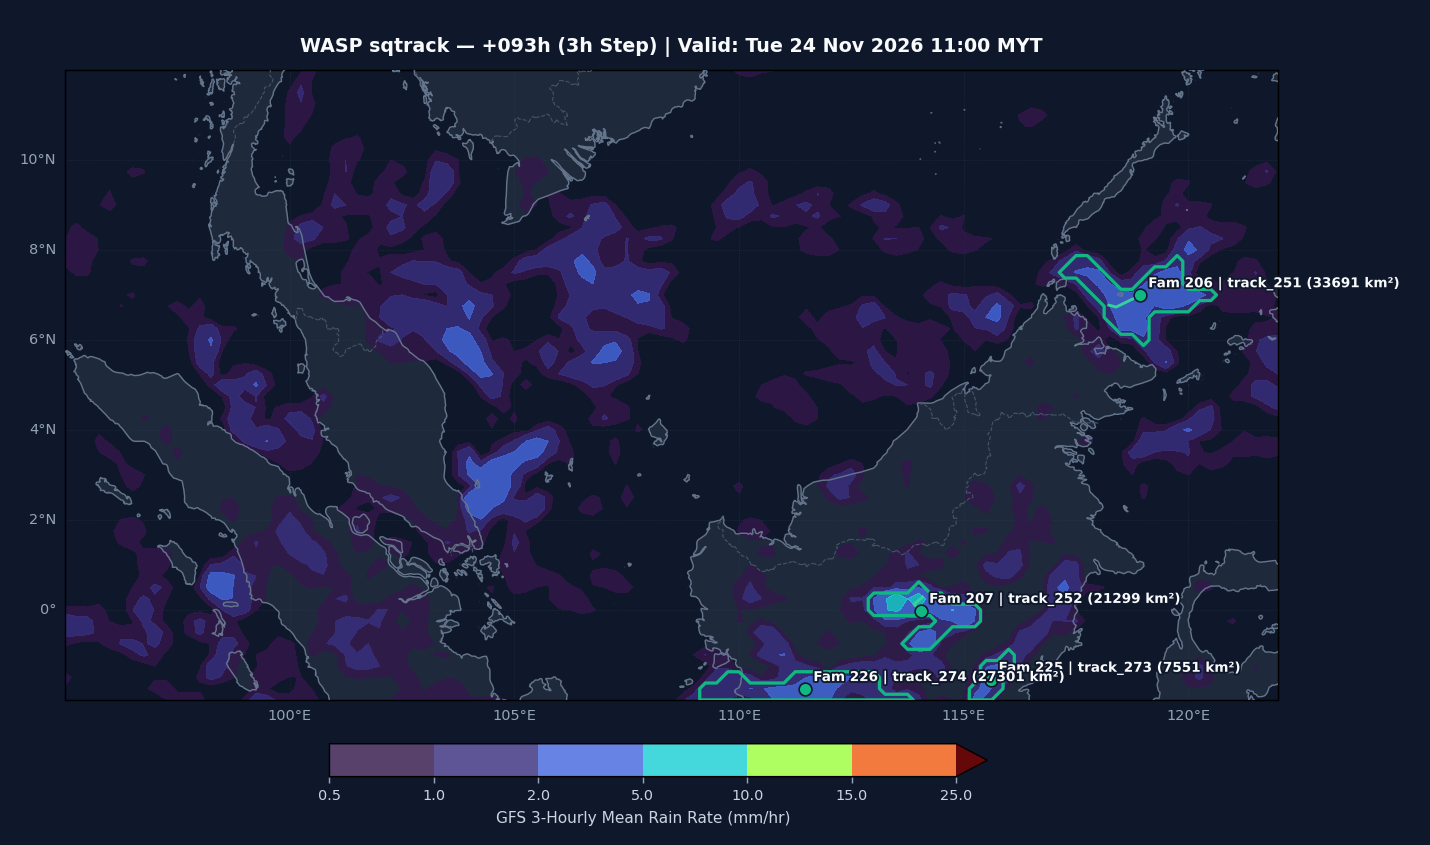 WASP sqtrack — +093h (3h Step) | Valid: Tue 24 Nov 2026 11:00 MYT
10°N
8°N
6°N
4°N
2°N
0°
Fam 206 | track_251 (33691 km²)
Fam 207 | track_252 (21299 km²)
Fam 225 | track_273 (7551 km²)
Fam 226 | track_274 (27301 km²)
100°E 105°E 110°E 115°E 120°E
0.5 1.0 2.0 5.0 10.0 15.0 25.0
GFS 3-Hourly Mean Rain Rate (mm/hr)